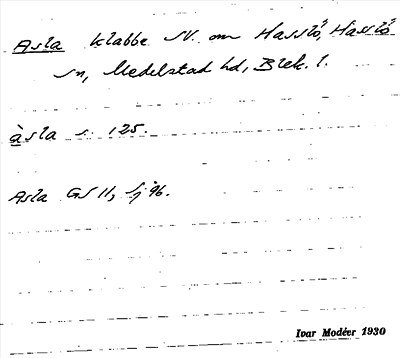 Asla klabbe SV. om Hasslö, Hasslö
sn, Medelstad hd, Blek. l.
àsla s. 125.
Asla GS 11, Sj 96.
Ivar Modéer 1930